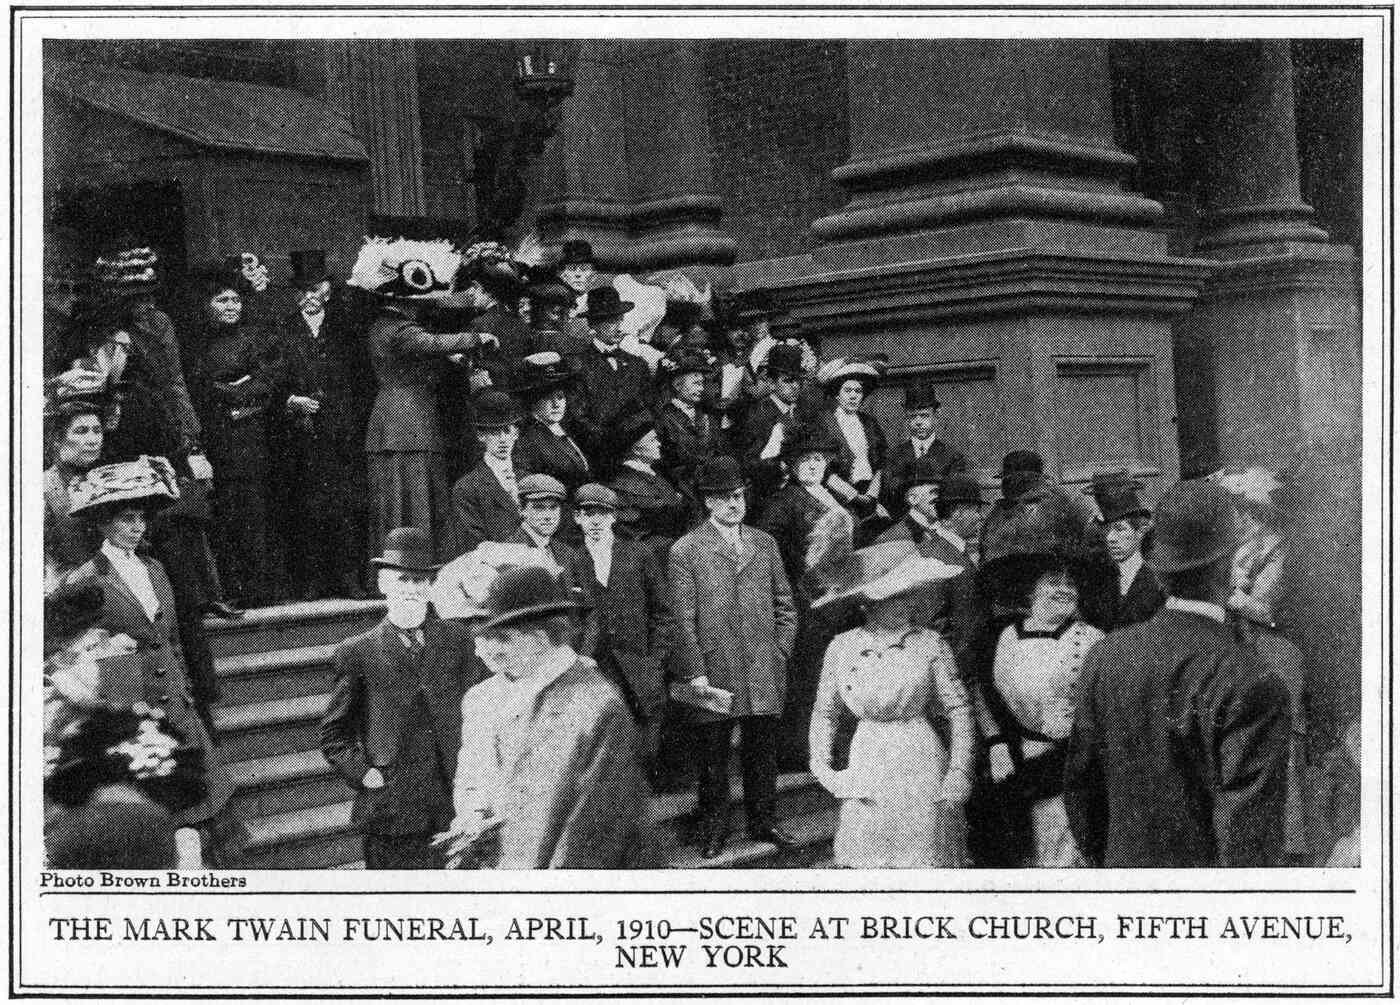 Photo Brown Brothers
THE MARK TWAIN FUNERAL, APRIL, 1910—SCENE AT BRICK CHURCH, FIFTH AVENUE,
NEW YORK